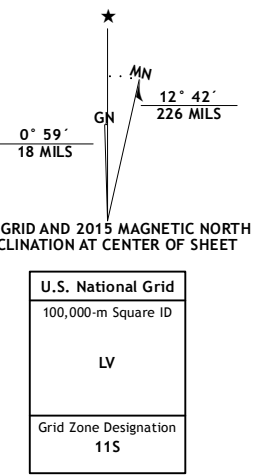 ★
MN
GN
12° 42´
226 MILS
0° 59´
18 MILS
GRID AND 2015 MAGNETIC NORTH
CLINATION AT CENTER OF SHEET
U.S. National Grid
100,000-m Square ID
LV
Grid Zone Designation
11S